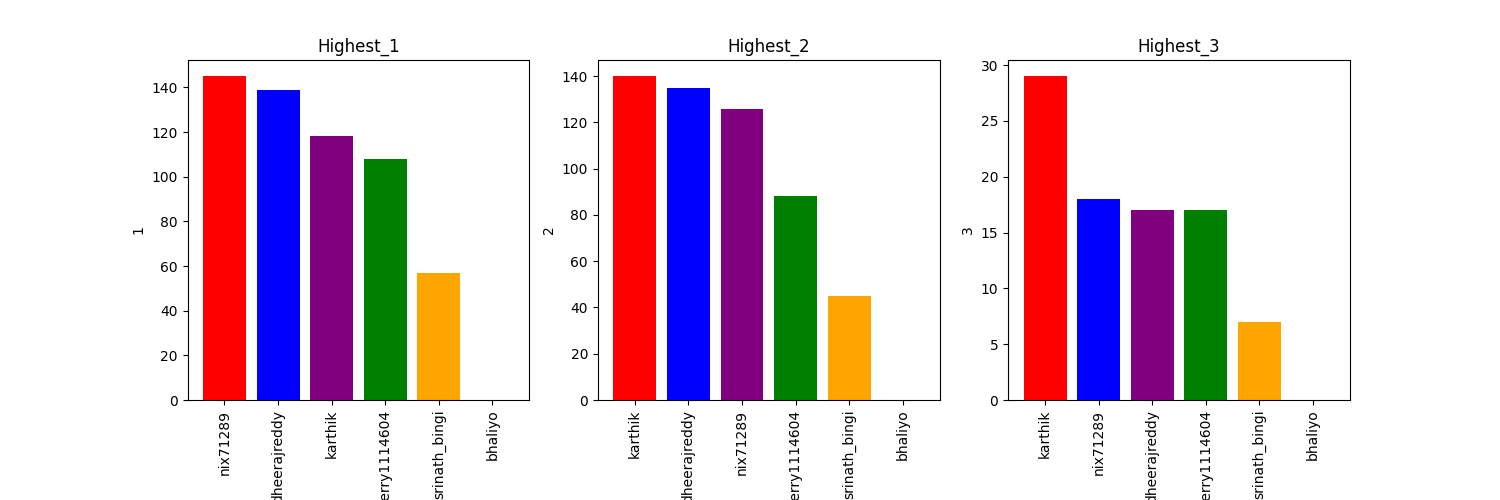 Highest_1
140
120
100
80
60
40
20
0
1
nix71289
dheerajreddy
karthik
erry1114604
srinath_bingi
bhaliyo
Highest_2
140
120
100
80
60
40
20
0
2
karthik
dheerajreddy
nix71289
erry1114604
srinath_bingi
bhaliyo
Highest_3
30
25
20
15
10
5
0
3
karthik
nix71289
dheerajreddy
erry1114604
srinath_bingi
bhaliyo